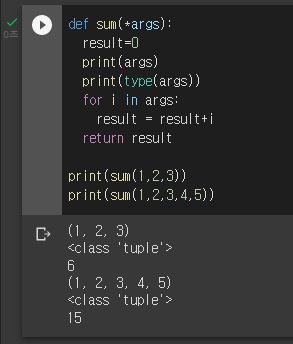 0초
def sum(*args):
  result=0
  print(args)
  print(type(args))
  for i in args:
    result = result+i
  return result

print(sum(1,2,3))
print(sum(1,2,3,4,5))
(1, 2, 3)
<class 'tuple'>
6
(1, 2, 3, 4, 5)
<class 'tuple'>
15